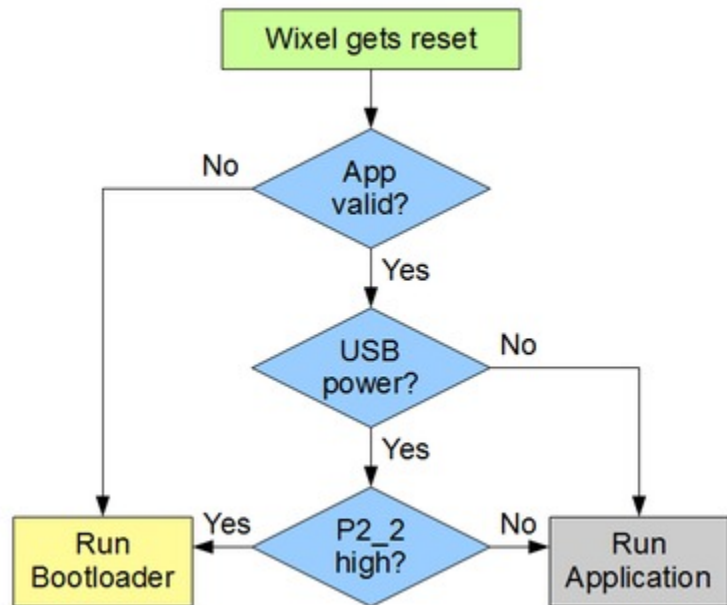 Wixel gets reset
No
App
valid?
Yes
USB
power?
No
Yes
Run
Bootloader
Yes
P2_2
high?
No
Run
Application